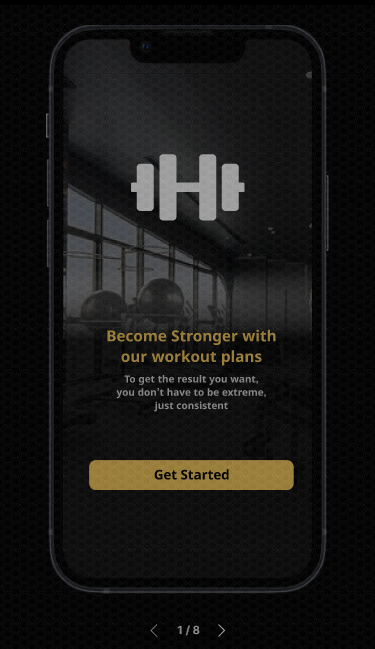 Become Stronger with
our workout plans
To get the result you want,
you don't have to be extreme,
just consistent
Get Started
1 / 8